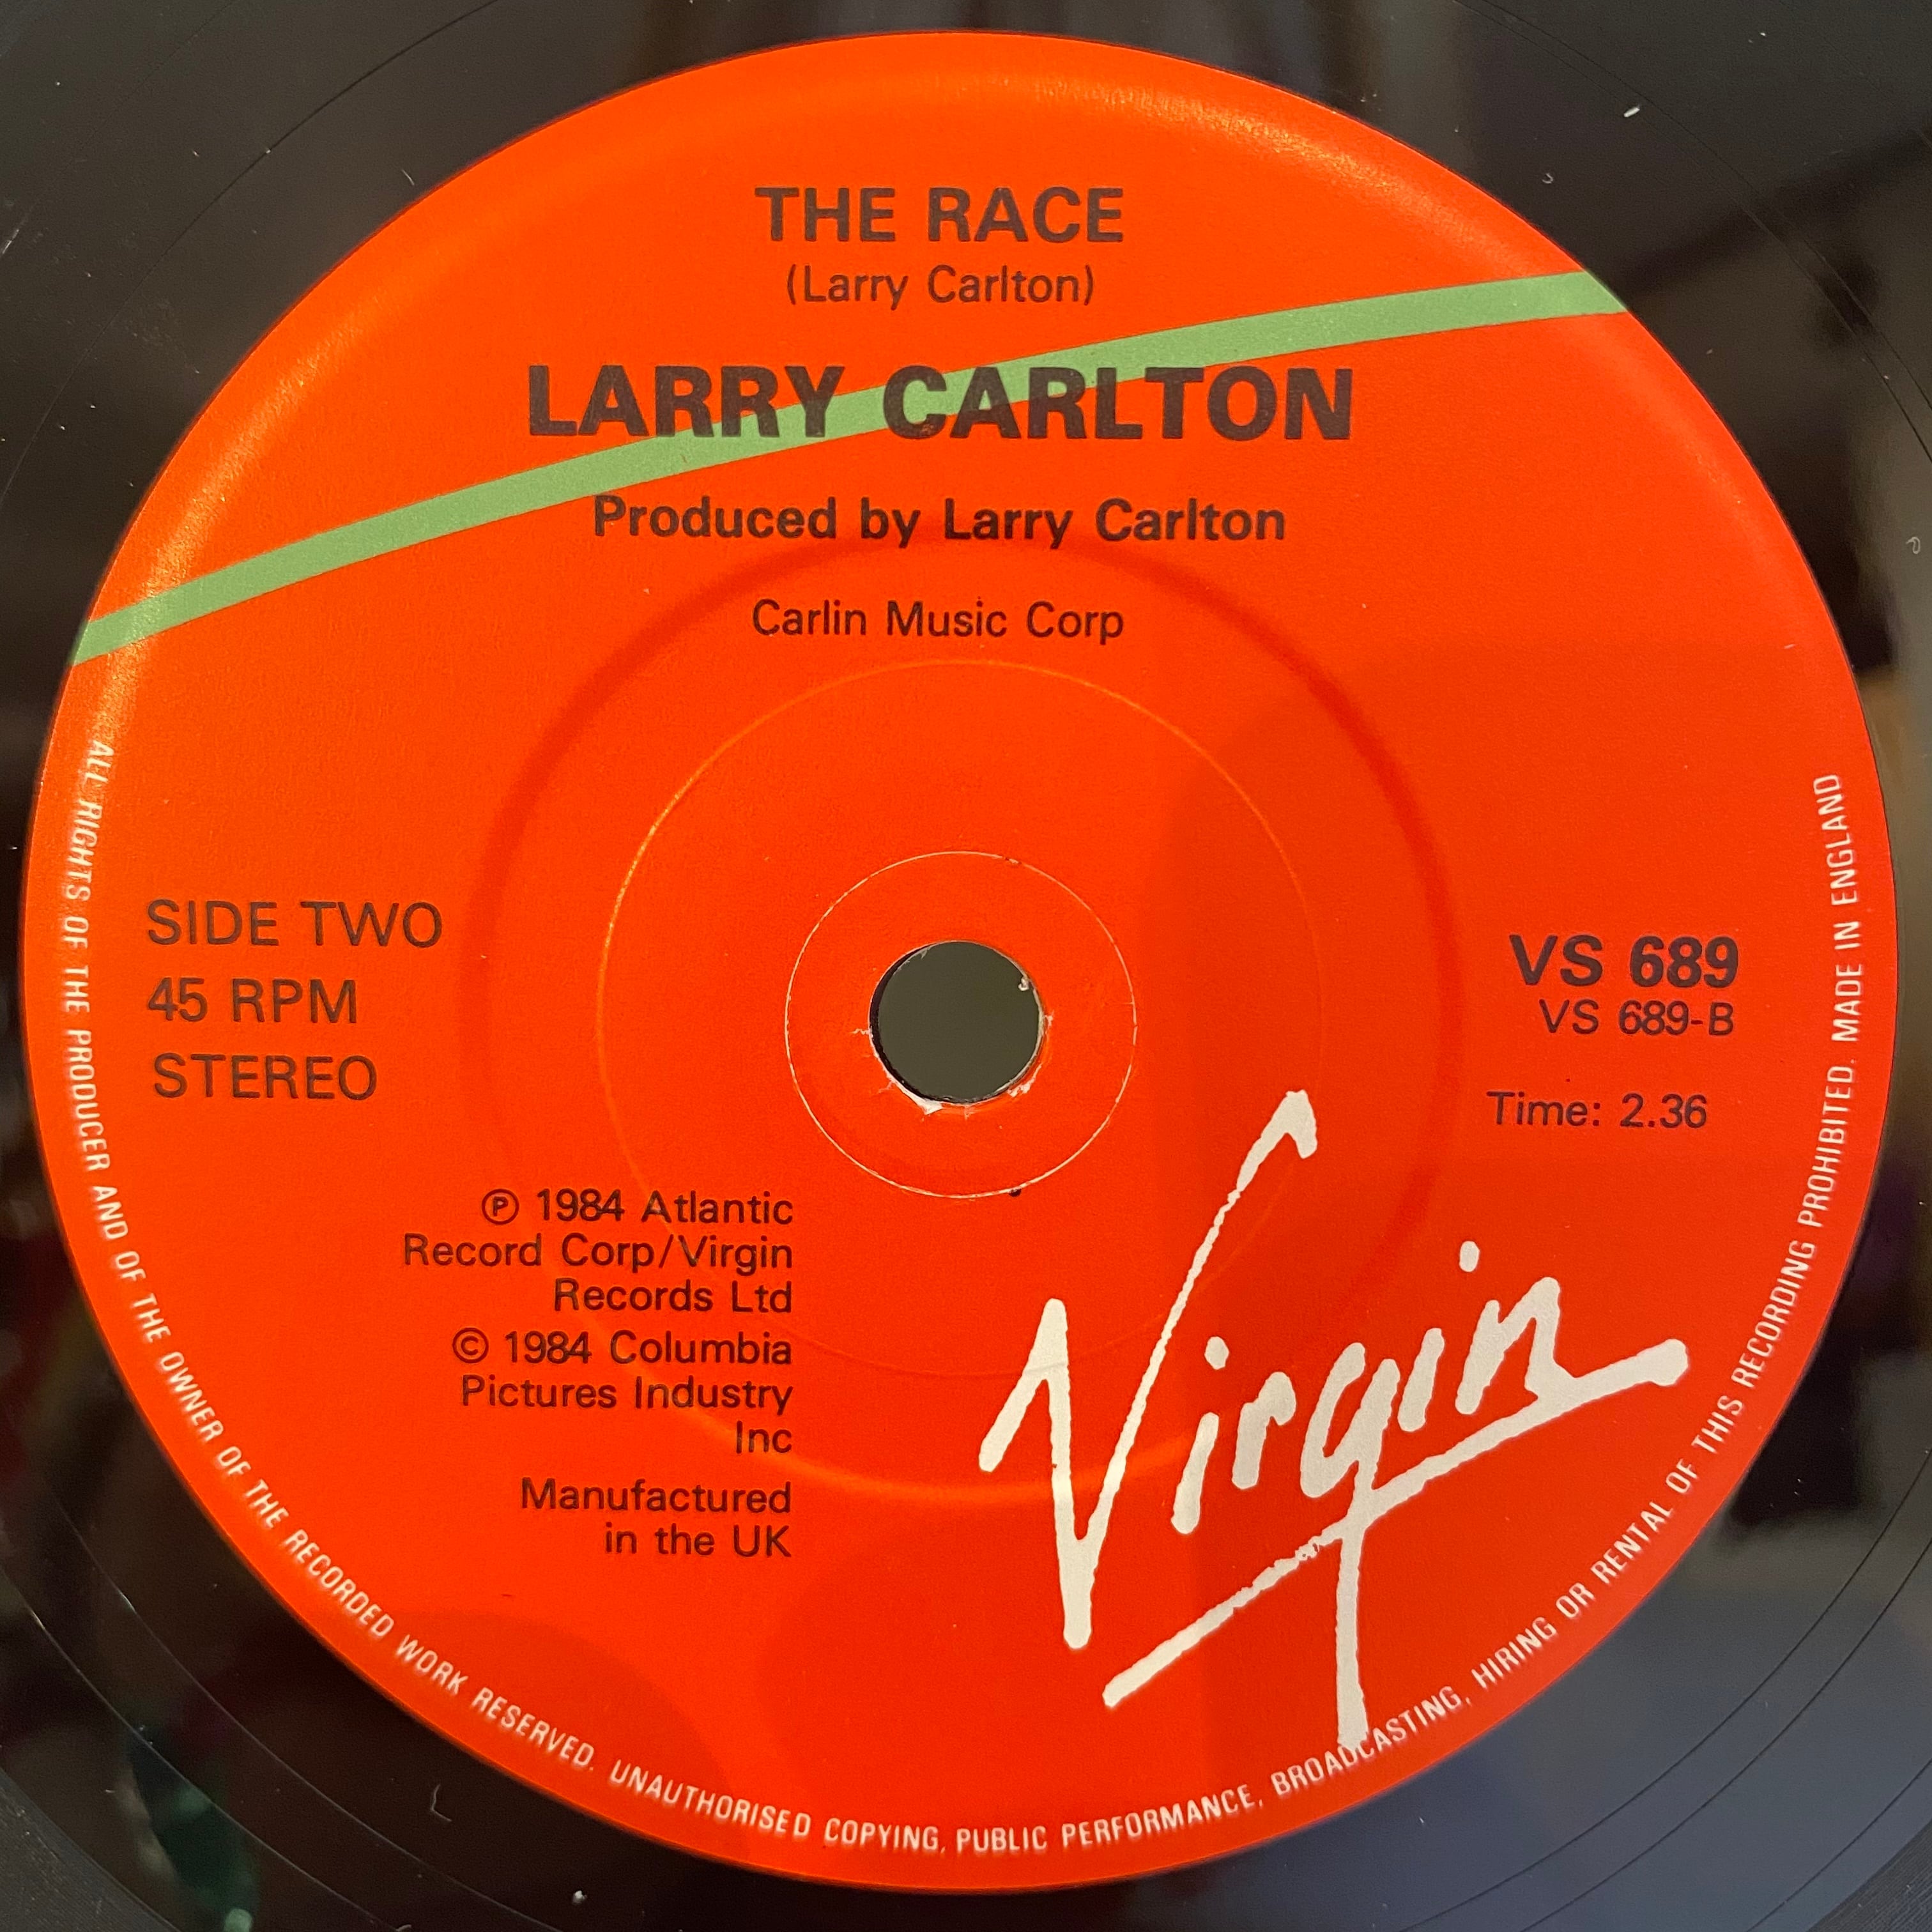 THE RACE
(Larry Carlton)
LARRY CARLTON
Produced by Larry Carlton
Carlin Music Corp
SIDE TWO
45 RPM
STEREO
VS 689
VS 689-B
Time: 2.36
Ⓟ 1984 Atlantic
Record Corp/Virgin
Records Ltd
© 1984 Columbia
Pictures Industry
Inc
Manufactured
in the UK
Virgin
ALL RIGHTS OF THE PRODUCER AND OF THE OWNER OF THE RECORDED WORK RESERVED. UNAUTHORISED COPYING, PUBLIC PERFORMANCE, BROADCASTING, HIRING OR RENTAL OF THIS RECORDING PROHIBITED. MADE IN ENGLAND